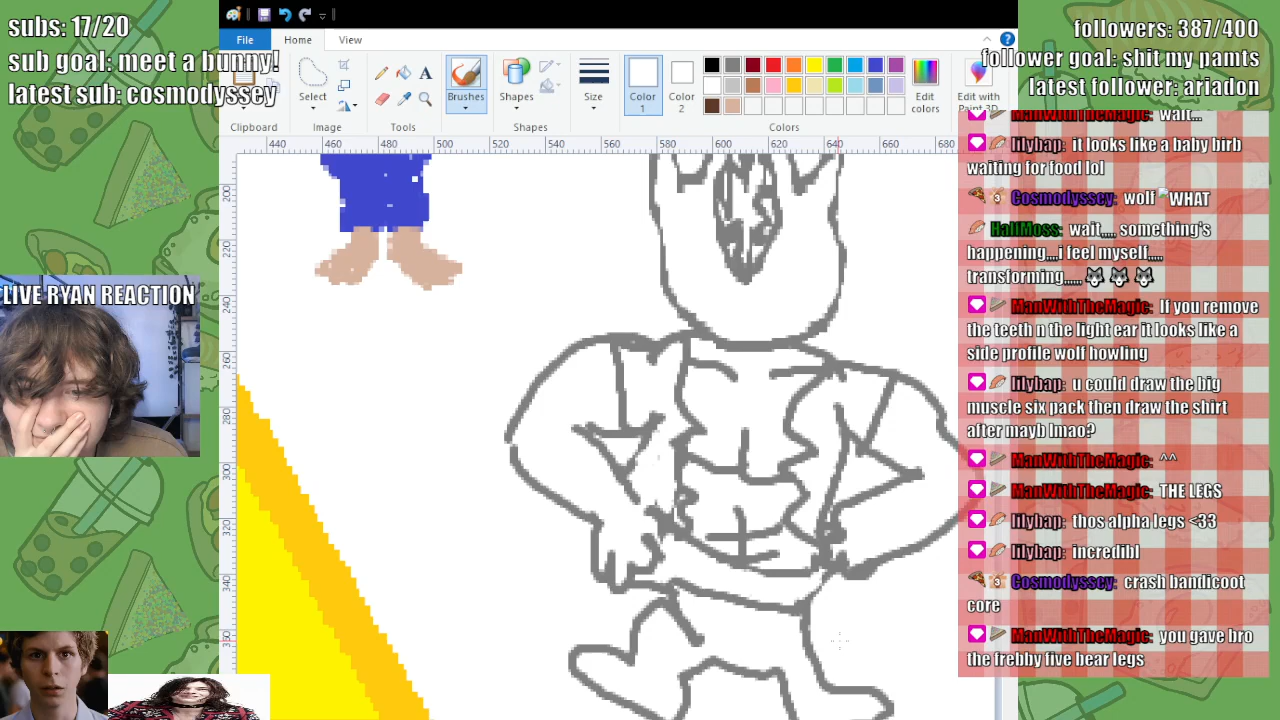 subs: 17/20
sub goal: meet a bunny!
latest sub: cosmodyssey
followers: 387/400
follower goal: shit my pamts
latest follower: ariadon
File
Home
View
Select
Brushes
Shapes
Size
Color
1
Color
2
Edit
colors
Edit with
Paint 3D
Clipboard
Image
Tools
Shapes
Colors
440
460
480
500
520
540
560
580
600
620
640
660
680
200
220
240
260
280
300
320
340
LIVE RYAN REACTION
ManWithTheMagic: wait...
lilybap: it looks like a baby birb
waiting for food lol
Cosmodyssey: wolf WHAT
HaltMoss: wait..... something's
happening....i feel myself.....
transforming......
ManWithTheMagic: If you remove
the teeth n the light ear it looks like a
side profile wolf howling
lilybap: u could draw the big
muscle six pack then draw the shirt
after mayb lmao?
ManWithTheMagic: ^^
ManWithTheMagic: THE LEGS
lilybap: thos alpha legs <33
lilybap: incredibl
Cosmodyssey: crash bandicoot
core
ManWithTheMagic: you gave bro
the frebby five bear legs